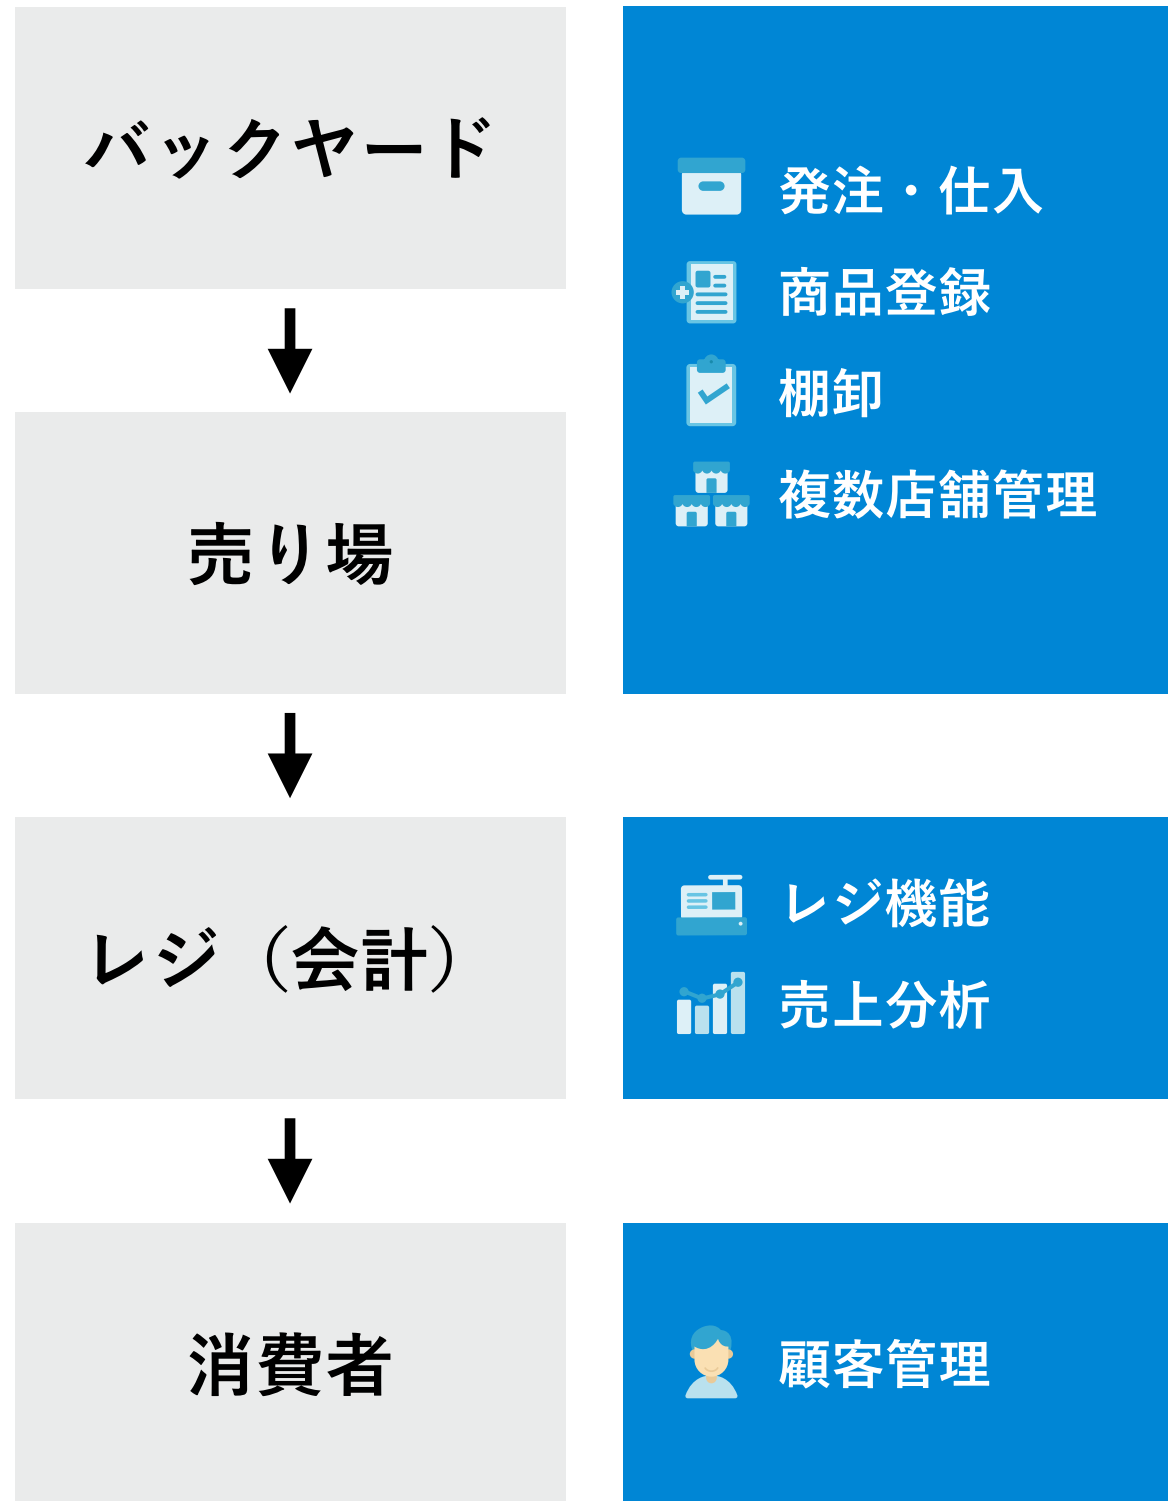 バックヤード
発注・仕入
商品登録
棚卸
複数店舗管理
売り場
レジ（会計）
レジ機能
売上分析
消費者
顧客管理